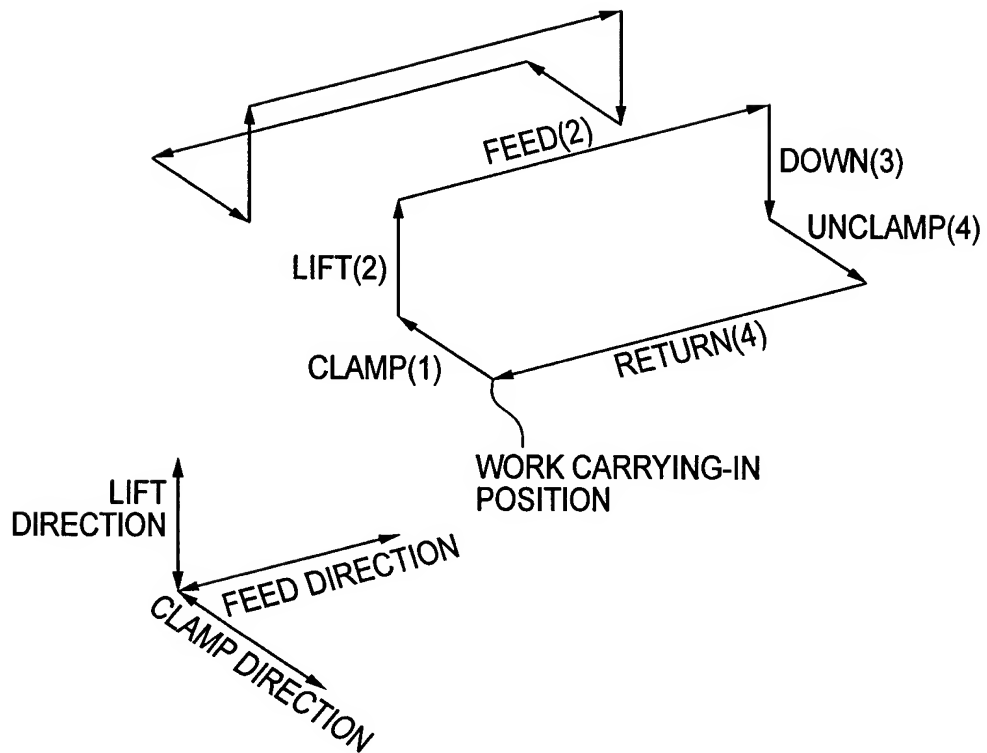 FEED(2)
DOWN(3)
UNCLAMP(4)
LIFT(2)
CLAMP(1)
RETURN(4)
WORK CARRYING-IN
POSITION
LIFT
DIRECTION
FEED DIRECTION
CLAMP DIRECTION